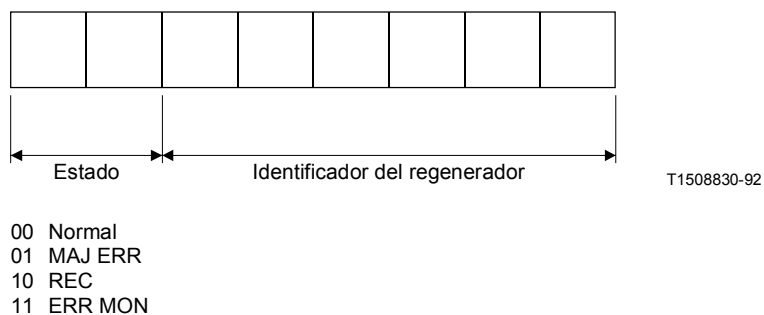 Estado
Identificador del regenerador
T1508830-92
00 Normal
01 MAJ ERR
10 REC
11 ERR MON